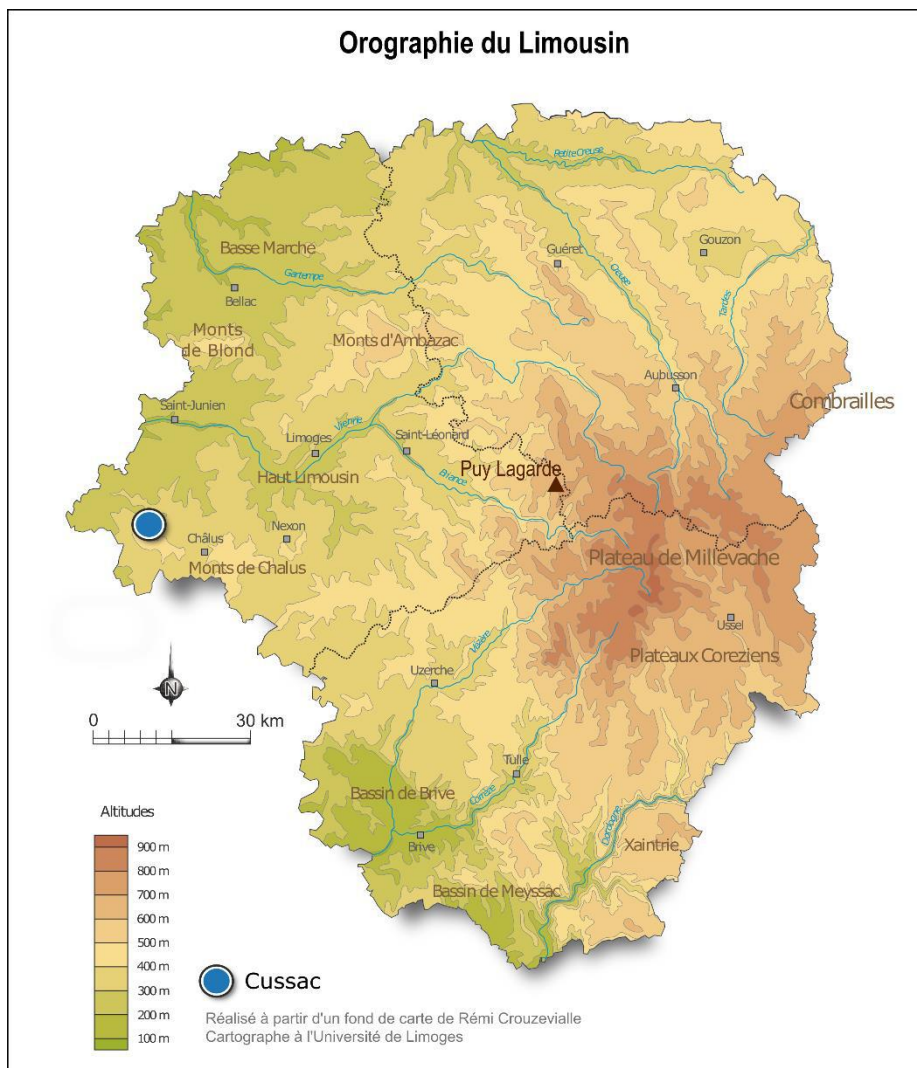 Orographie du Limousin
Petite Creuse
Gouzon
Guéret
Basse Marche
Gartempe
Creuse
Tardes
Bellac
Monts
de Blond
Monts d'Ambazac
Aubusson
Combrailles
Saint-Junien
Vienne
Limoges
Saint-Léonard
Puy Lagarde
Haut Limousin
Briance
Nexon
Châlus
Monts de Chalus
Plateau de Millevache
Ussel
Vézère
Plateaux Coreziens
Uzerche
N
0 30 km
Tulle
Bassin de Brive
Corrèze
Dordogne
Brive
Xaintrie
Bassin de Meyssac
Altitudes
900 m
800 m
700 m
600 m
500 m
400 m
300 m
200 m
100 m
Cussac
Réalisé à partir d'un fond de carte de Rémi Crouzevialle
Cartographe à l'Université de Limoges